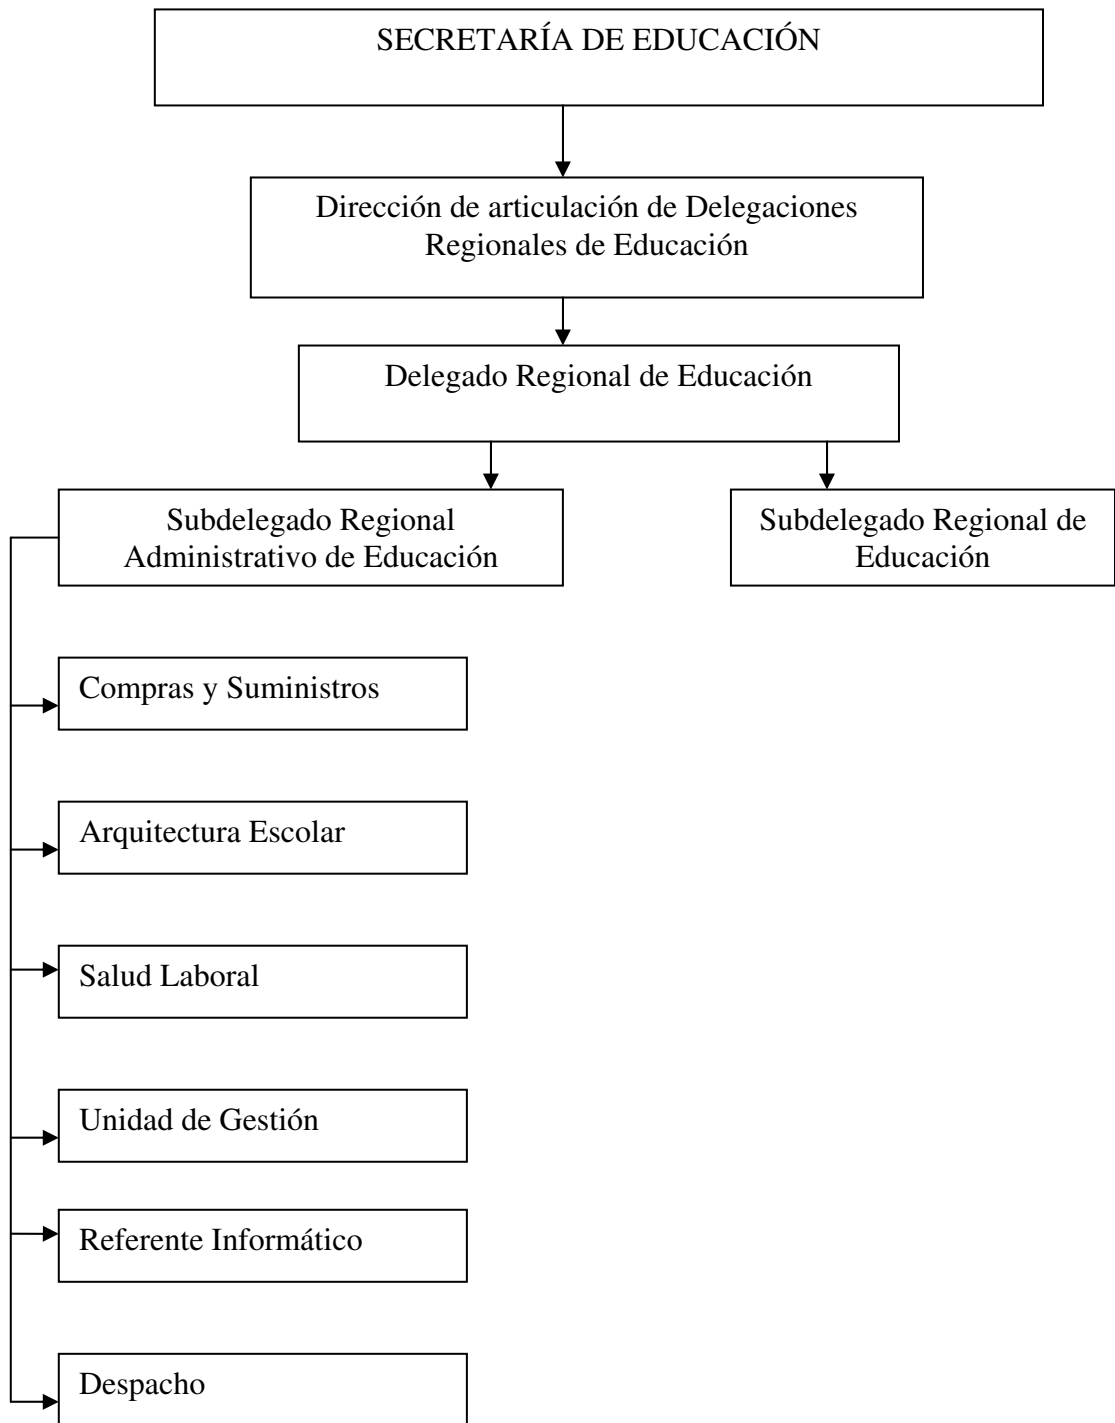 SECRETARÍA DE EDUCACIÓN
Dirección de articulación de Delegaciones
Regionales de Educación
Delegado Regional de Educación
Subdelegado Regional
Administrativo de Educación
Subdelegado Regional de
Educación
Compras y Suministros
Arquitectura Escolar
Salud Laboral
Unidad de Gestión
Referente Informático
Despacho